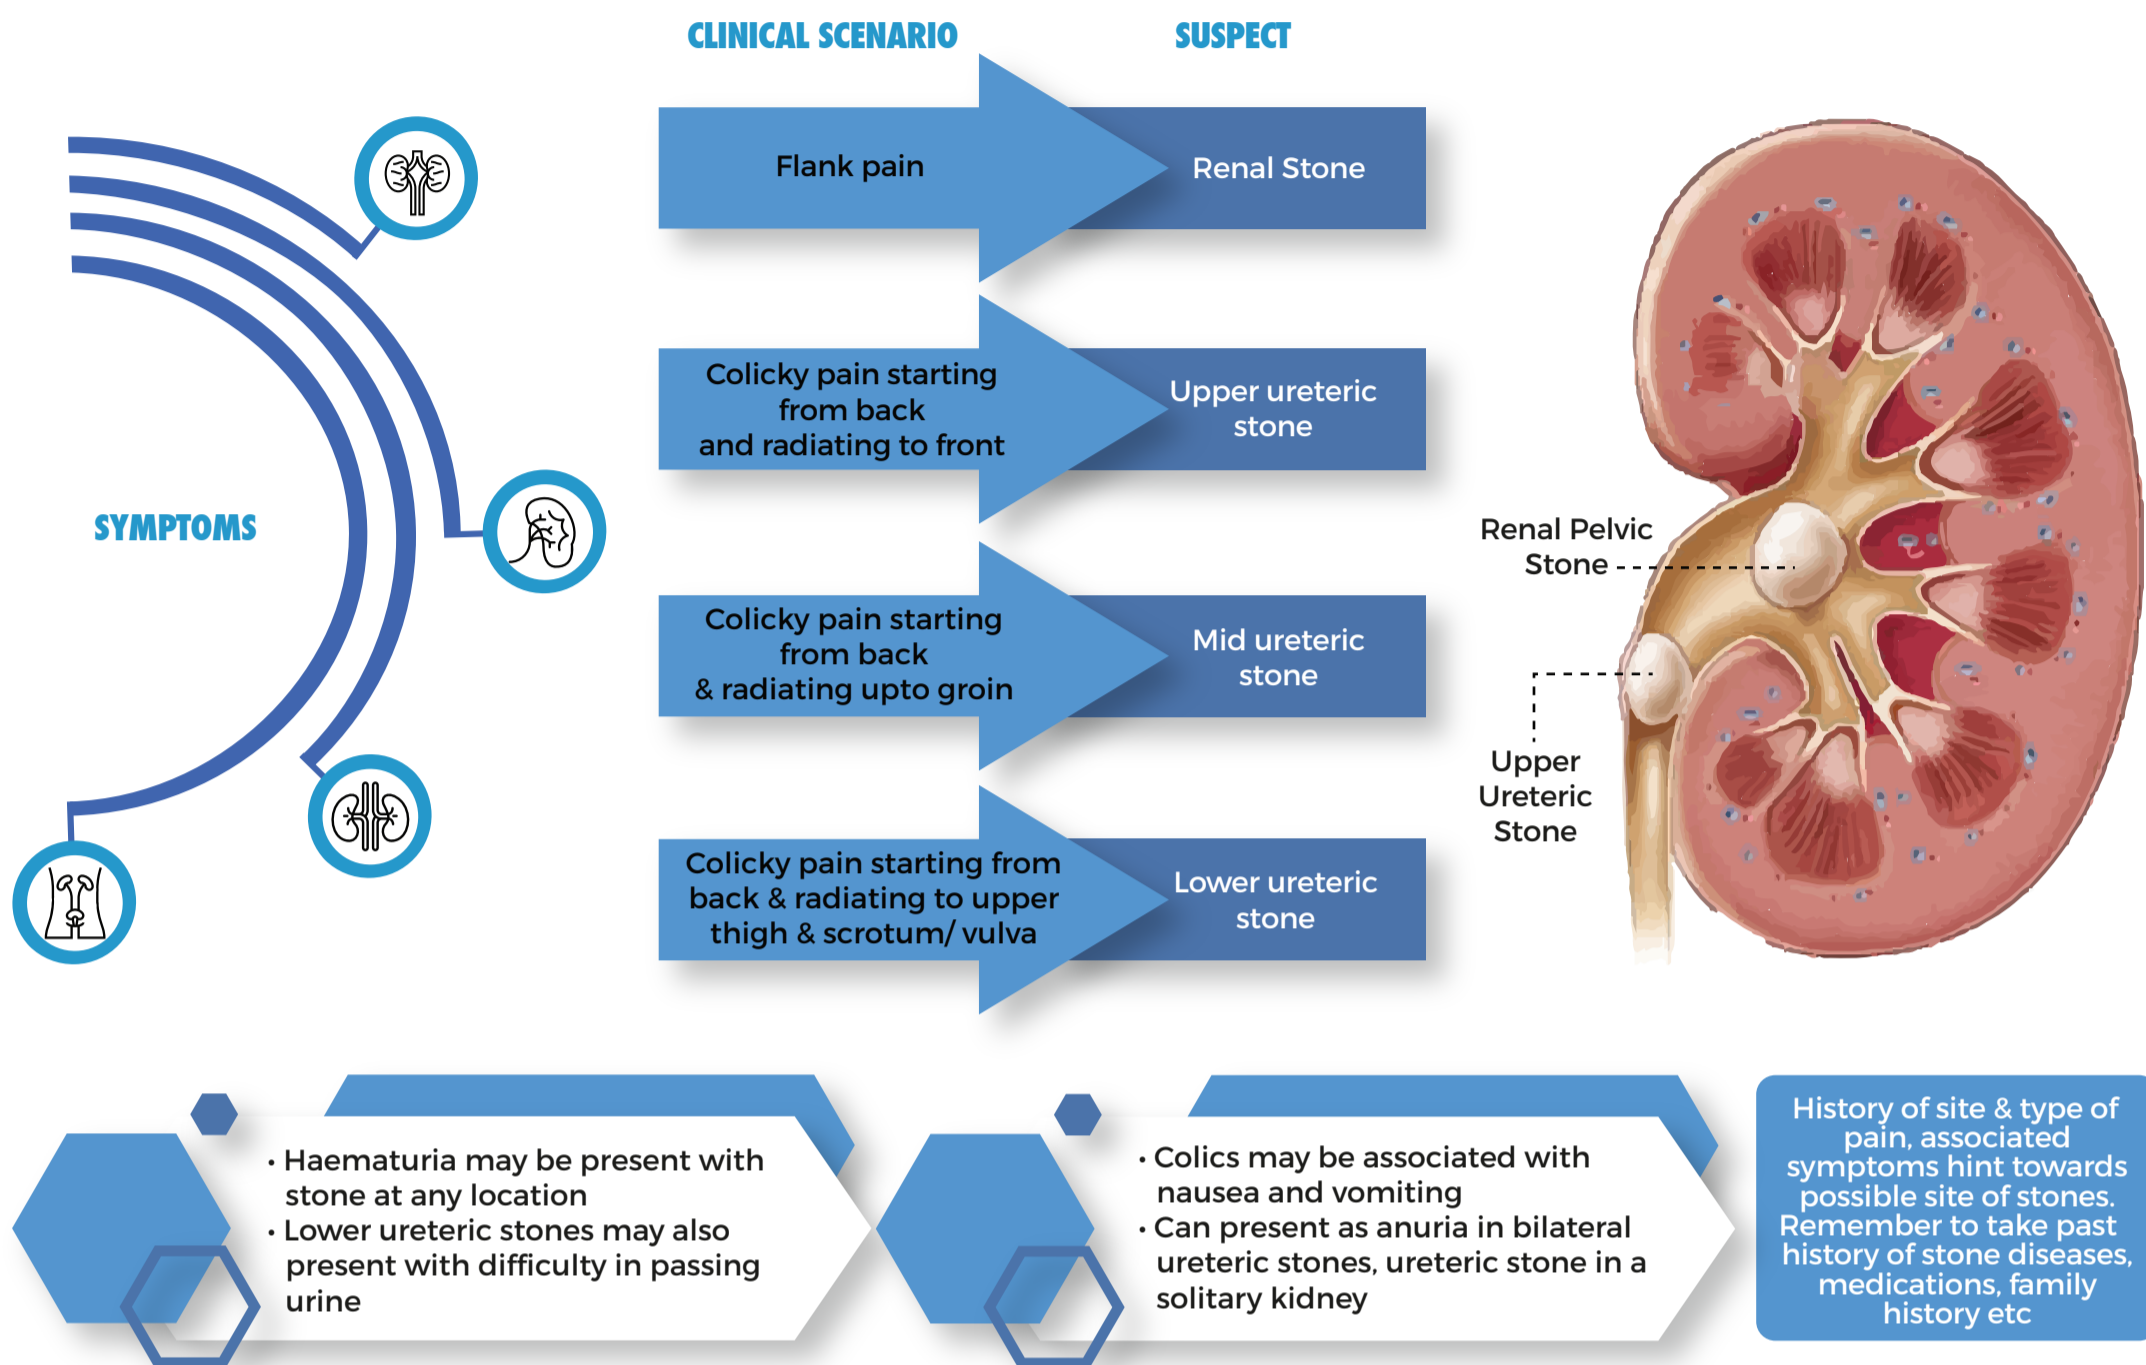 CLINICAL SCENARIO
SUSPECT
SYMPTOMS
Flank pain
Renal Stone
Colicky pain starting
from back
and radiating to front
Upper ureteric
stone
Colicky pain starting
from back
& radiating upto groin
Mid ureteric
stone
Colicky pain starting from
back & radiating to upper
thigh & scrotum/ vulva
Lower ureteric
stone
Renal Pelvic
Stone
Upper
Ureteric
Stone
• Haematuria may be present with
stone at any location
• Lower ureteric stones may also
present with difficulty in passing
urine
• Colics may be associated with
nausea and vomiting
• Can present as anuria in bilateral
ureteric stones, ureteric stone in a
solitary kidney
History of site & type of
pain, associated
symptoms hint towards
possible site of stones.
Remember to take past
history of stone diseases,
medications, family
history etc